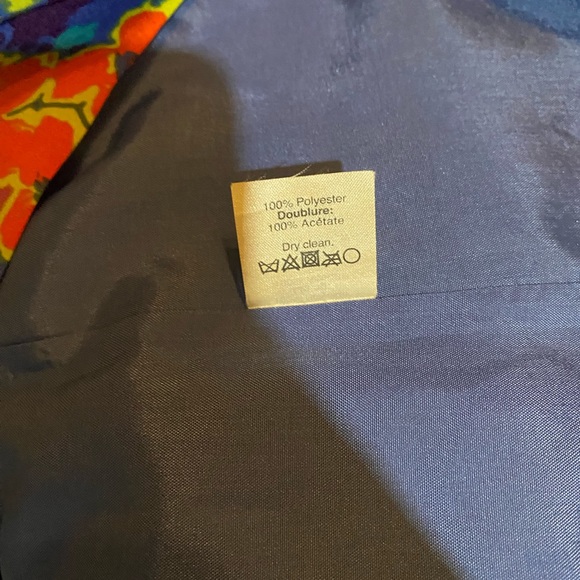 100% Polyester
Doublure:
100% Acétate
Dry clean.